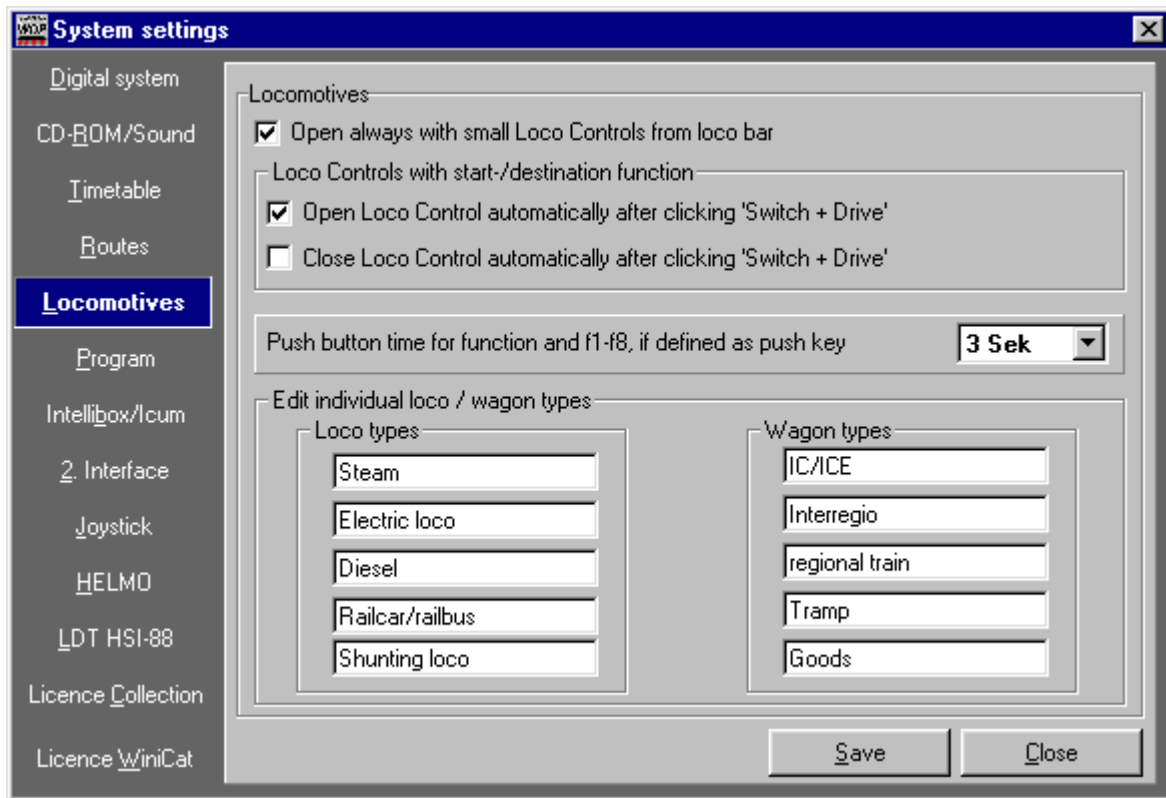 System settings
Digital system
CD-ROM/Sound
Timetable
Routes
Locomotives
Program
Intellibox/Icum
2. Interface
Joystick
HELMO
LDT HSI-88
Licence Collection
Licence WiniCat
Locomotives
Open always with small Loco Controls from loco bar
Loco Controls with start-/destination function
Open Loco Control automatically after clicking 'Switch + Drive'
Close Loco Control automatically after clicking 'Switch + Drive'
Push button time for function and f1-f8, if defined as push key
3 Sek
Edit individual loco / wagon types
Loco types
Steam
Electric loco
Diesel
Railcar/railbus
Shunting loco
Wagon types
IC/ICE
Interregio
regional train
Tramp
Goods
Save
Close